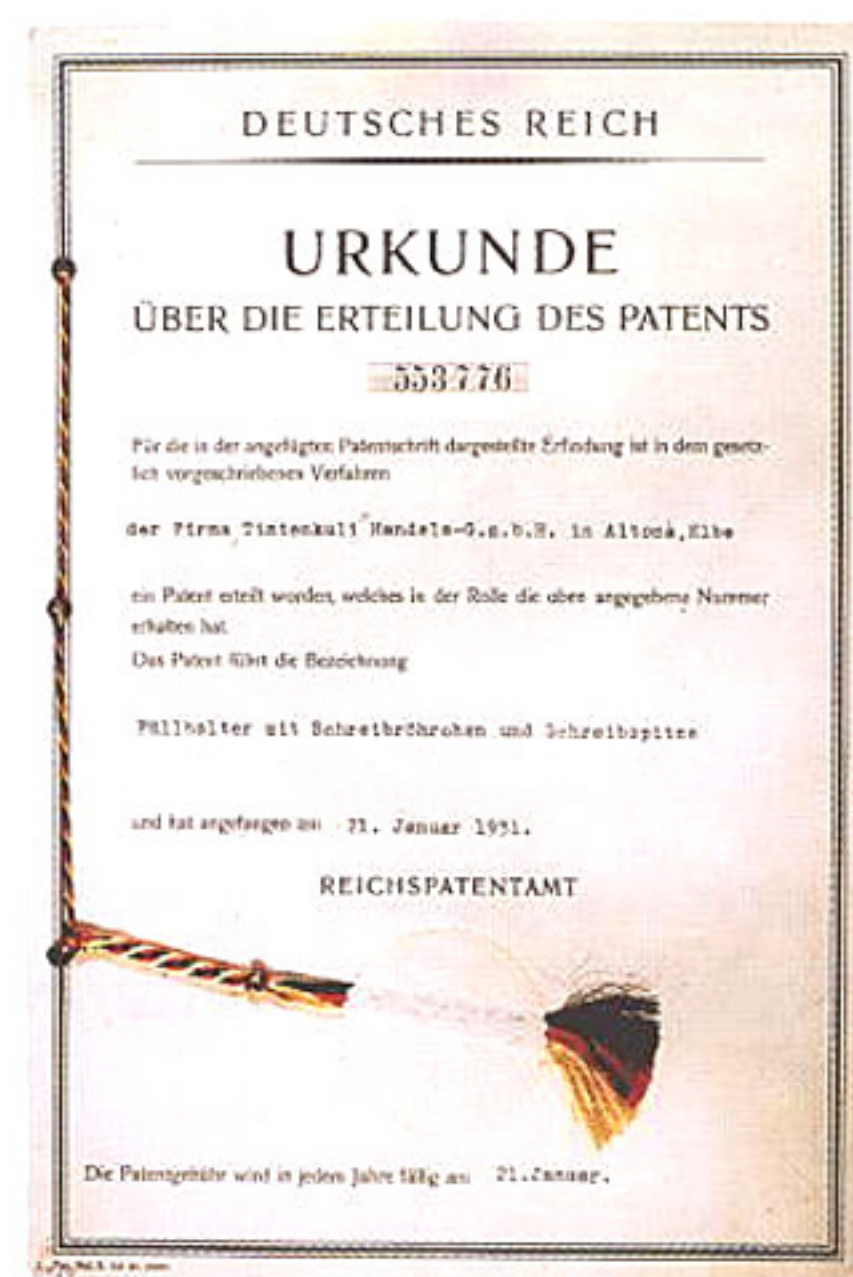 DEUTSCHES REICH
URKUNDE
ÜBER DIE ERTEILUNG DES PATENTS
553776
Für die in der angefügten Patentschrift dargestellte Erfindung ist in dem gesetz-
lich vorgeschriebenen Verfahren
der Firma „Tintenkuli" Handels-G.m.b.H. in Altona, Elbe
ein Patent erteilt worden, welches in der Rolle die oben angegebene Nummer
erhalten hat.
Das Patent führt die Bezeichnung
Füllhalter mit Schreibröhrchen und Schreibspitze
und hat angefangen am 21. Januar 1931.
REICHSPATENTAMT
Die Patentgebühr wird in jedem Jahre fällig am 21.Januar.